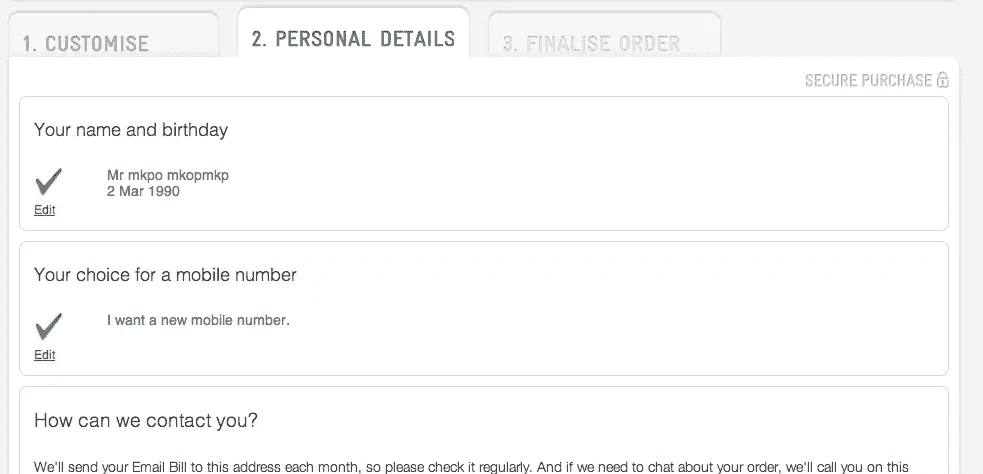 1. CUSTOMISE
2. PERSONAL DETAILS
3. FINALISE ORDER
SECURE PURCHASE
Your name and birthday
Mr mkpo mkopmkp
2 Mar 1990
Edit
Your choice for a mobile number
I want a new mobile number.
Edit
How can we contact you?
We'll send your Email Bill to this address each month, so please check it regularly. And if we need to chat about your order, we'll call you on this